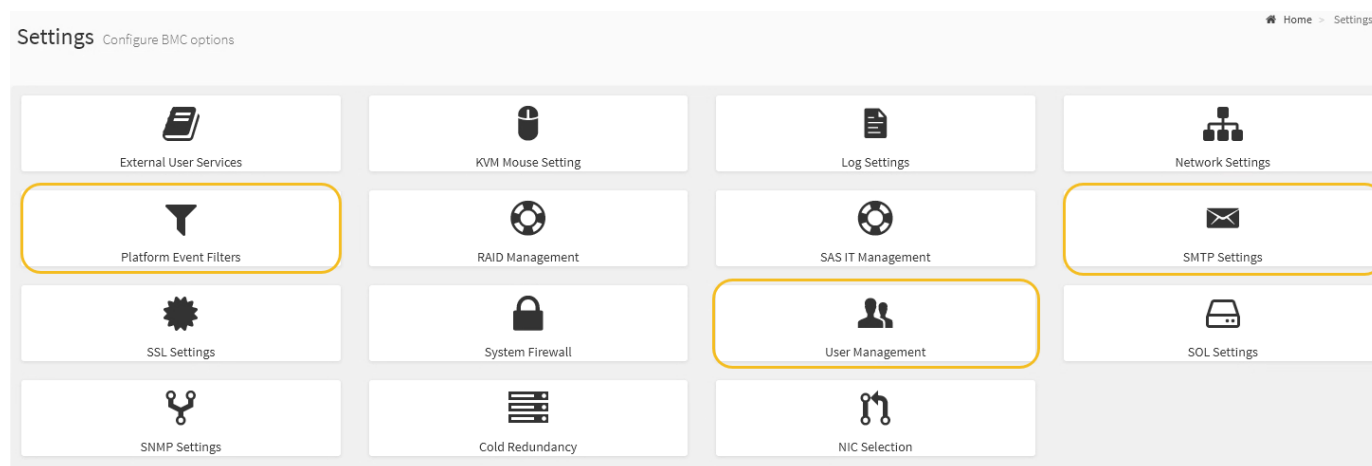 Home > Settings
Settings Configure BMC options
External User Services
KVM Mouse Setting
Log Settings
Network Settings
Platform Event Filters
RAID Management
SAS IT Management
SMTP Settings
SSL Settings
System Firewall
User Management
SOL Settings
SNMP Settings
Cold Redundancy
NIC Selection